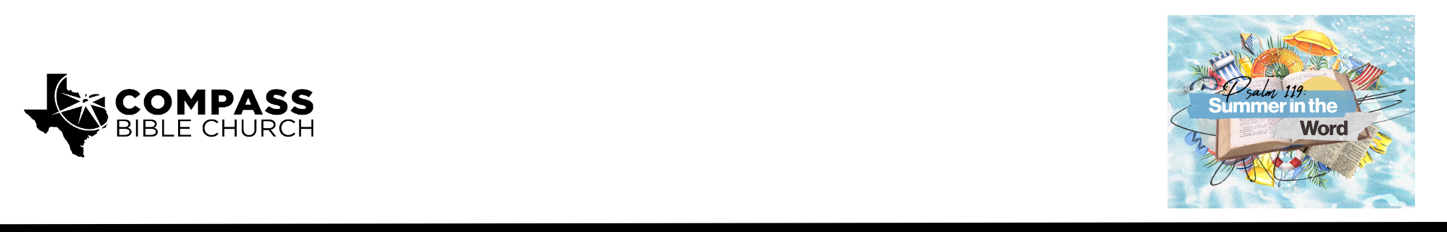 COMPASS
BIBLE CHURCH
Psalm 119:
Summer in the
Word